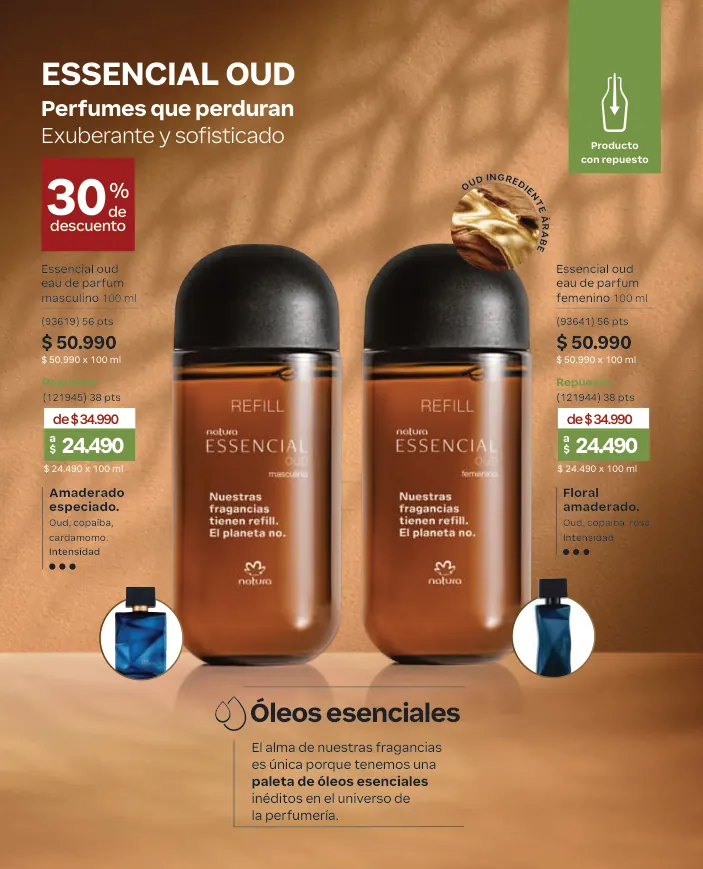 ESSENCIAL OUD
Perfumes que perduran
Exuberante y sofisticado
Producto
con repuesto
30%
de
descuento
OUD INGREDIENTE ÁRABE
Essencial oud
eau de parfum
masculino 100 ml
(93619) 56 pts
$ 50.990
$ 50.990 x 100 ml
Repuesto
(121945) 38 pts
de $ 34.990
a $ 24.490
$ 24.490 x 100 ml
Amaderado
especiado.
Oud, copaíba,
cardamomo.
Intensidad
Essencial oud
eau de parfum
femenino 100 ml
(93641) 56 pts
$ 50.990
$ 50.990 x 100 ml
Repuesto
(121944) 38 pts
de $ 34.990
a $ 24.490
$ 24.490 x 100 ml
Floral
amaderado.
Oud, copaiba, rosa.
Intensidad
REFILL
natura
ESSENCIAL
OUD
masculino
Nuestras
fragancias
tienen refill.
El planeta no.
natura
REFILL
natura
ESSENCIAL
OUD
femenino
Nuestras
fragancias
tienen refill.
El planeta no.
natura
Óleos esenciales
El alma de nuestras fragancias
es única porque tenemos una
paleta de óleos esenciales
inéditos en el universo de
la perfumería.